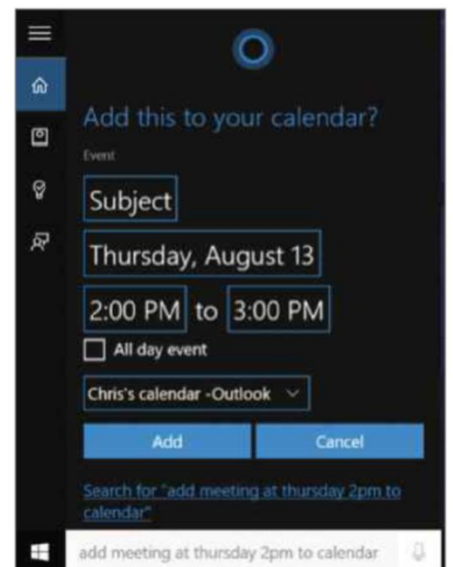 Add this to your calendar?
Event
Subject
Thursday, August 13
2:00 PM to 3:00 PM
All day event
Chris's calendar -Outlook
Add Cancel
Search for "add meeting at thursday 2pm to
calendar"
add meeting at thursday 2pm to calendar